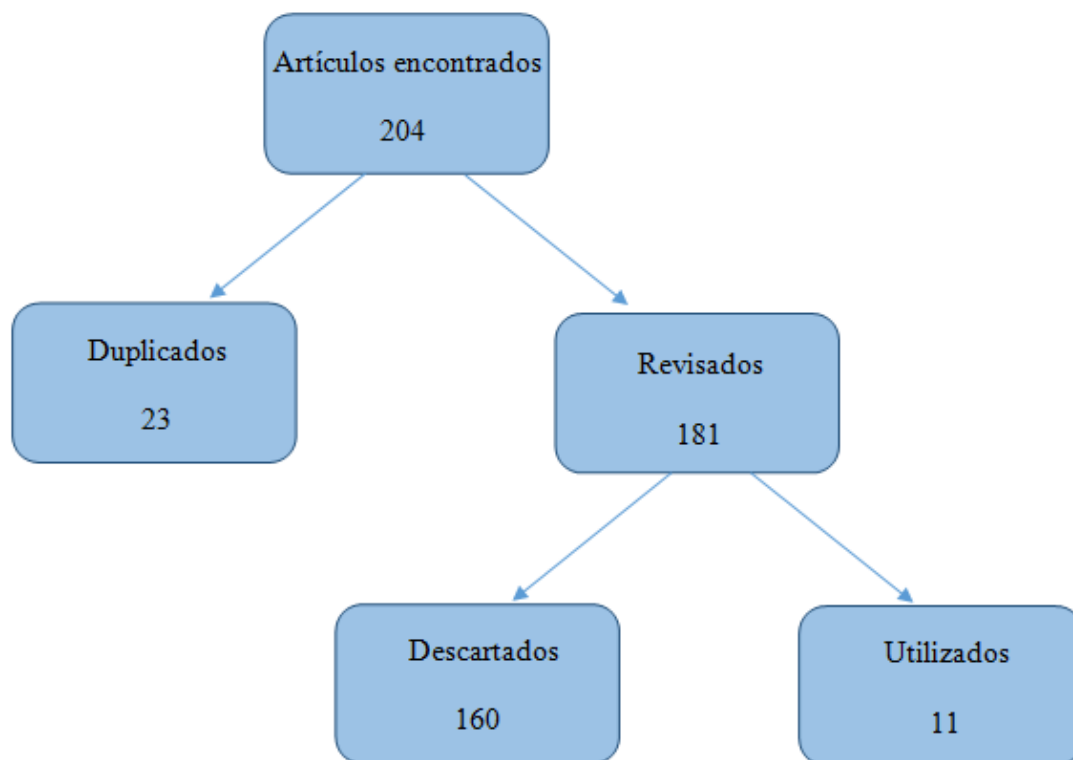 Artículos encontrados
204
Duplicados
23
Revisados
181
Descartados
160
Utilizados
11